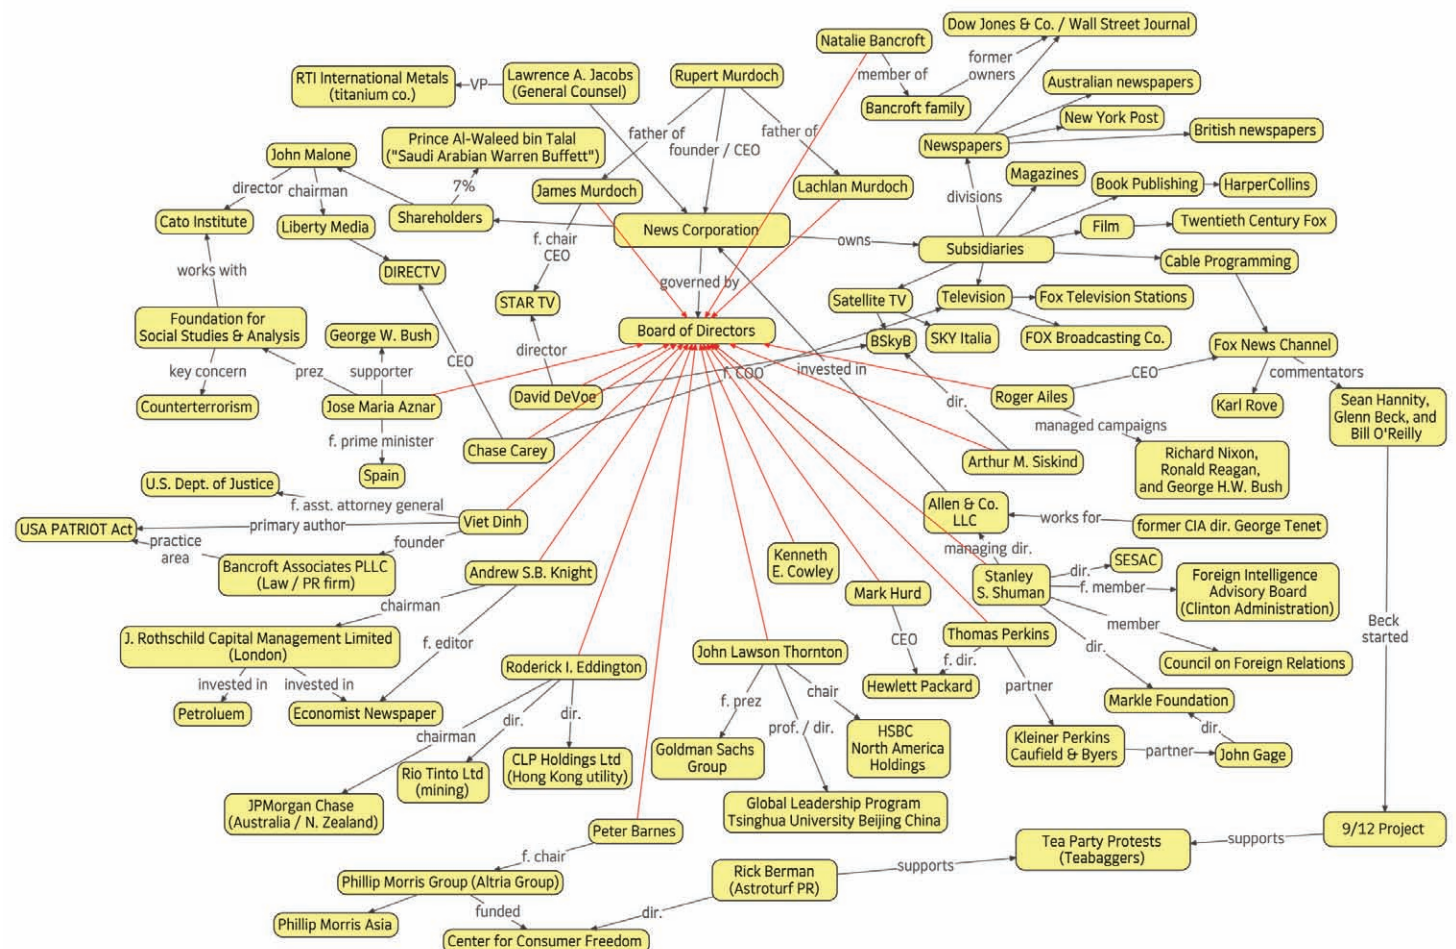 Dow Jones & Co. / Wall Street Journal
Natalie Bancroft
former
owners
member of
RTI International Metals
(titanium co.)
VP
Lawrence A. Jacobs
(General Counsel)
Rupert Murdoch
Australian newspapers
Bancroft family
New York Post
British newspapers
Newspapers
Prince Al-Waleed bin Talal
("Saudi Arabian Warren Buffett")
father of
founder / CEO
father of
John Malone
director
chairman
7%
James Murdoch
Lachlan Murdoch
Magazines
Book Publishing
HarperCollins
divisions
Cato Institute
Liberty Media
Shareholders
News Corporation
owns
Subsidiaries
Film
Twentieth Century Fox
f. chair
CEO
Cable Programming
works with
DIRECTV
governed by
STAR TV
Satellite TV
Television
Fox Television Stations
Foundation for
Social Studies & Analysis
George W. Bush
Board of Directors
BSkyB
SKY Italia
FOX Broadcasting Co.
Fox News Channel
key concern
prez
supporter
CEO
director
f. COO
invested in
CEO
commentators
Counterterrorism
Jose Maria Aznar
David DeVoe
dir.
Roger Ailes
Karl Rove
Sean Hannity,
Glenn Beck, and
Bill O'Reilly
managed campaigns
f. prime minister
Chase Carey
Spain
Arthur M. Siskind
Richard Nixon,
Ronald Reagan,
and George H.W. Bush
U.S. Dept. of Justice
f. asst. attorney general
Allen & Co.
LLC
works for
former CIA dir. George Tenet
USA PATRIOT Act
primary author
Viet Dinh
practice
area
founder
managing dir.
Bancroft Associates PLLC
(Law / PR firm)
Andrew S.B. Knight
Kenneth
E. Cowley
Mark Hurd
Stanley
S. Shuman
dir.
SESAC
f. member
Foreign Intelligence
Advisory Board
(Clinton Administration)
chairman
J. Rothschild Capital Management Limited
(London)
f. editor
CEO
Thomas Perkins
member
Beck
started
invested in
invested in
Roderick I. Eddington
John Lawson Thornton
f. dir.
dir.
Council on Foreign Relations
Petroluem
Economist Newspaper
Hewlett Packard
partner
Markle Foundation
chairman
dir.
dir.
f. prez
prof. / dir.
chair
dir.
Rio Tinto Ltd
(mining)
CLP Holdings Ltd
(Hong Kong utility)
Goldman Sachs
Group
HSBC
North America
Holdings
Kleiner Perkins
Caufield & Byers
partner
John Gage
JPMorgan Chase
(Australia / N. Zealand)
Global Leadership Program
Tsinghua University Beijing China
Peter Barnes
9/12 Project
supports
Tea Party Protests
(Teabaggers)
f. chair
supports
Phillip Morris Group (Altria Group)
Rick Berman
(Astroturf PR)
Phillip Morris Asia
funded
dir.
Center for Consumer Freedom